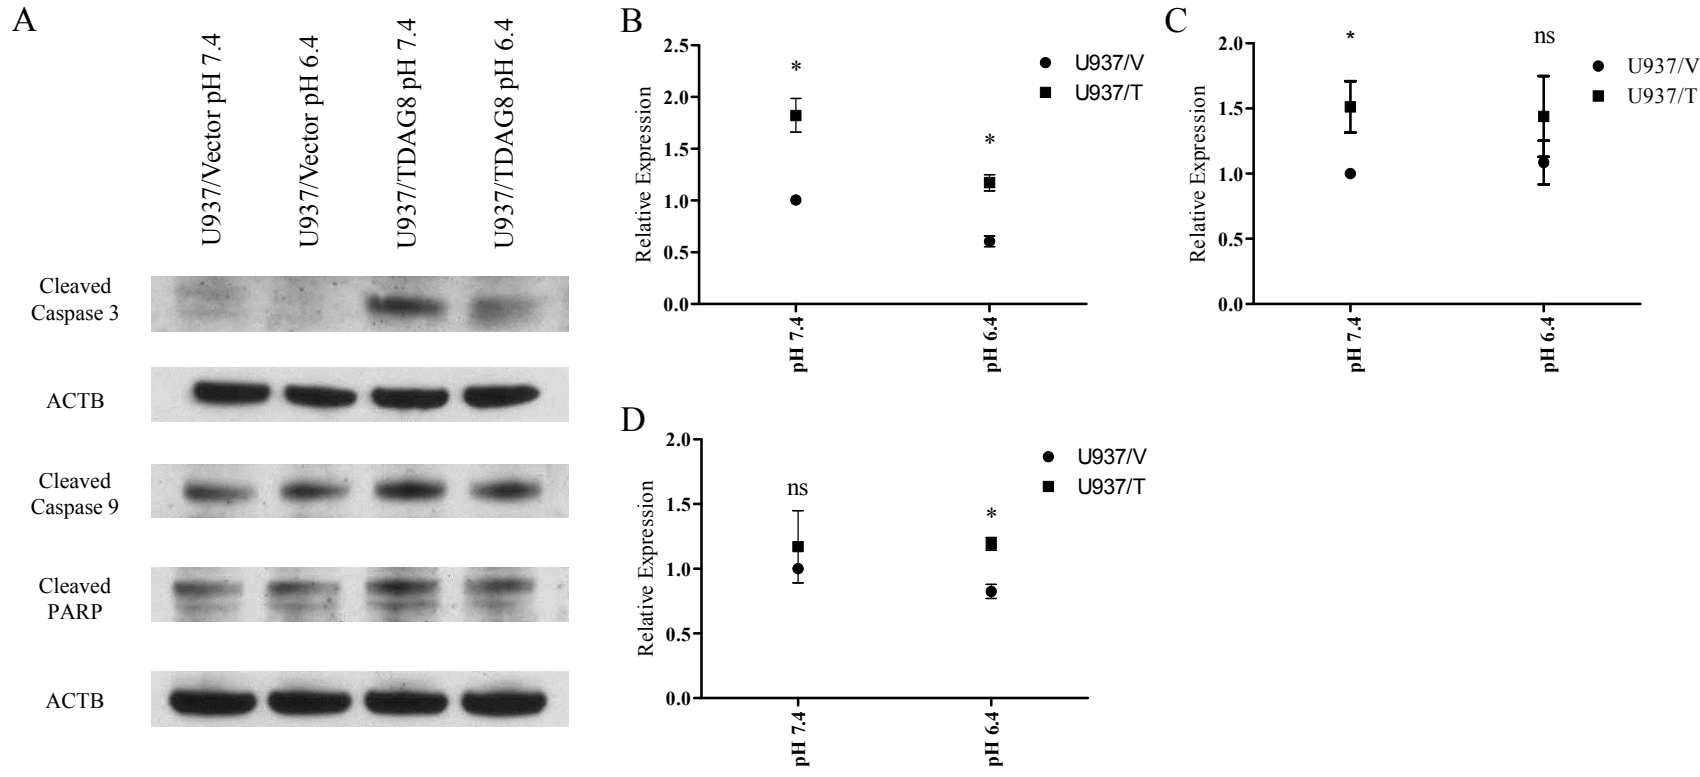 A
U937/Vector pH 7.4
U937/Vector pH 6.4
U937/TDAG8 pH 7.4
U937/TDAG8 pH 6.4
Cleaved
Caspase 3
ACTB
Cleaved
Caspase 9
Cleaved
PARP
ACTB
B
Relative Expression
2.5
2.0
1.5
1.0
0.5
0.0
*
*
pH 7.4
pH 6.4
U937/V
U937/T
C
Relative Expression
2.0
1.5
1.0
0.5
0.0
*
ns
pH 7.4
pH 6.4
U937/V
U937/T
D
Relative Expression
2.0
1.5
1.0
0.5
0.0
ns
*
pH 7.4
pH 6.4
U937/V
U937/T